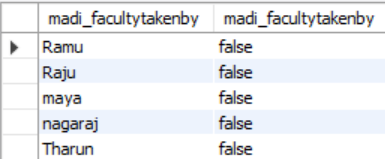 madi_facultytakenby madi_facultytakenby
Ramu false
Raju false
maya false
nagaraj false
Tharun false